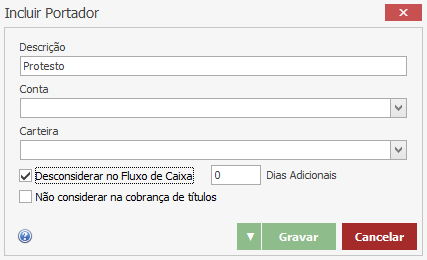 Incluir Portador
Descrição
Protesto
Conta
Carteira
Desconsiderar no Fluxo de Caixa 0 Dias Adicionais
Não considerar na cobrança de títulos
Gravar Cancelar